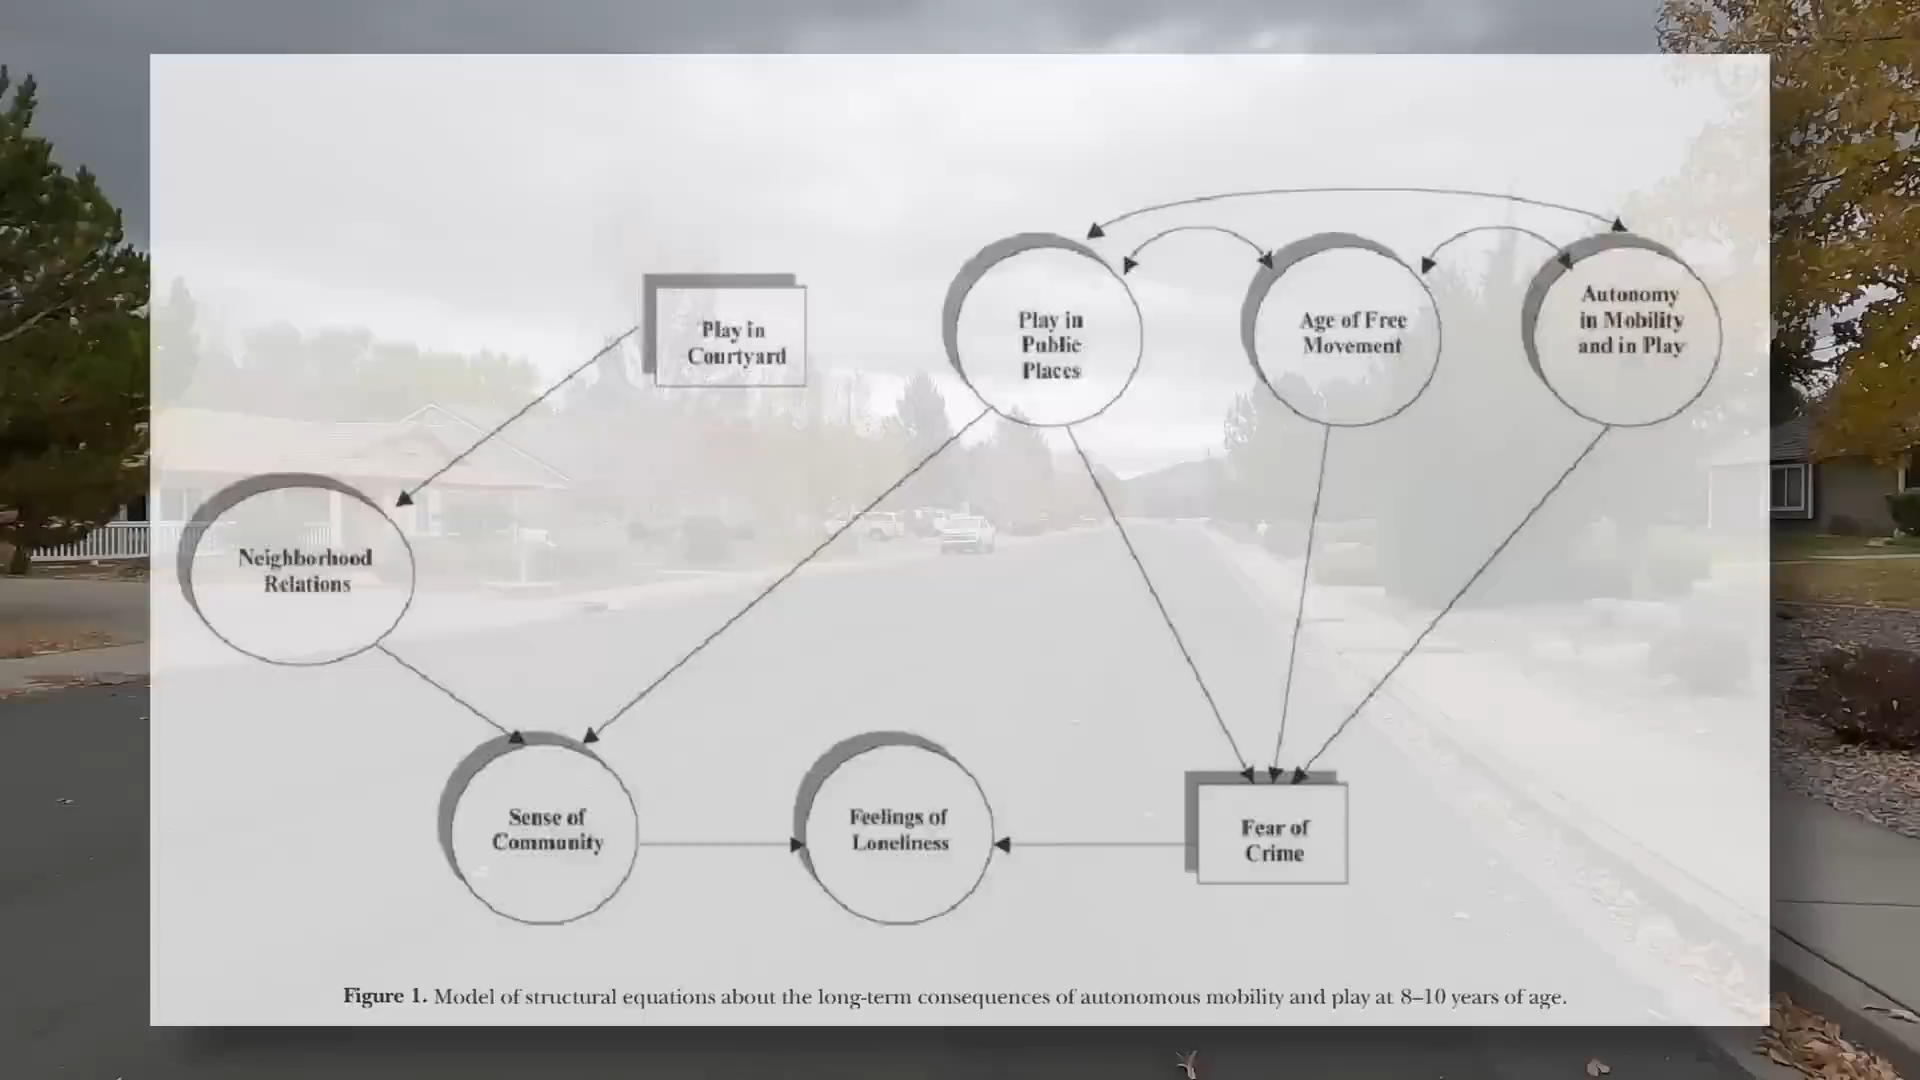 Play in
Courtyard
Play in
Public
Places
Age of Free
Movement
Autonomy
in Mobility
and in Play
Neighborhood
Relations
Sense of
Community
Feelings of
Loneliness
Fear of
Crime
Figure 1. Model of structural equations about the long-term consequences of autonomous mobility and play at 8–10 years of age.